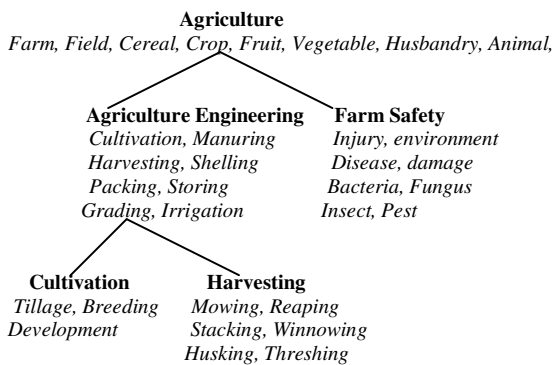 Agriculture
Farm, Field, Cereal, Crop, Fruit, Vegetable, Husbandry, Animal,
Agriculture Engineering
Cultivation, Manuring
Harvesting, Shelling
Packing, Storing
Grading, Irrigation
Farm Safety
Injury, environment
Disease, damage
Bacteria, Fungus
Insect, Pest
Cultivation
Tillage, Breeding
Development
Harvesting
Mowing, Reaping
Stacking, Winnowing
Husking, Threshing